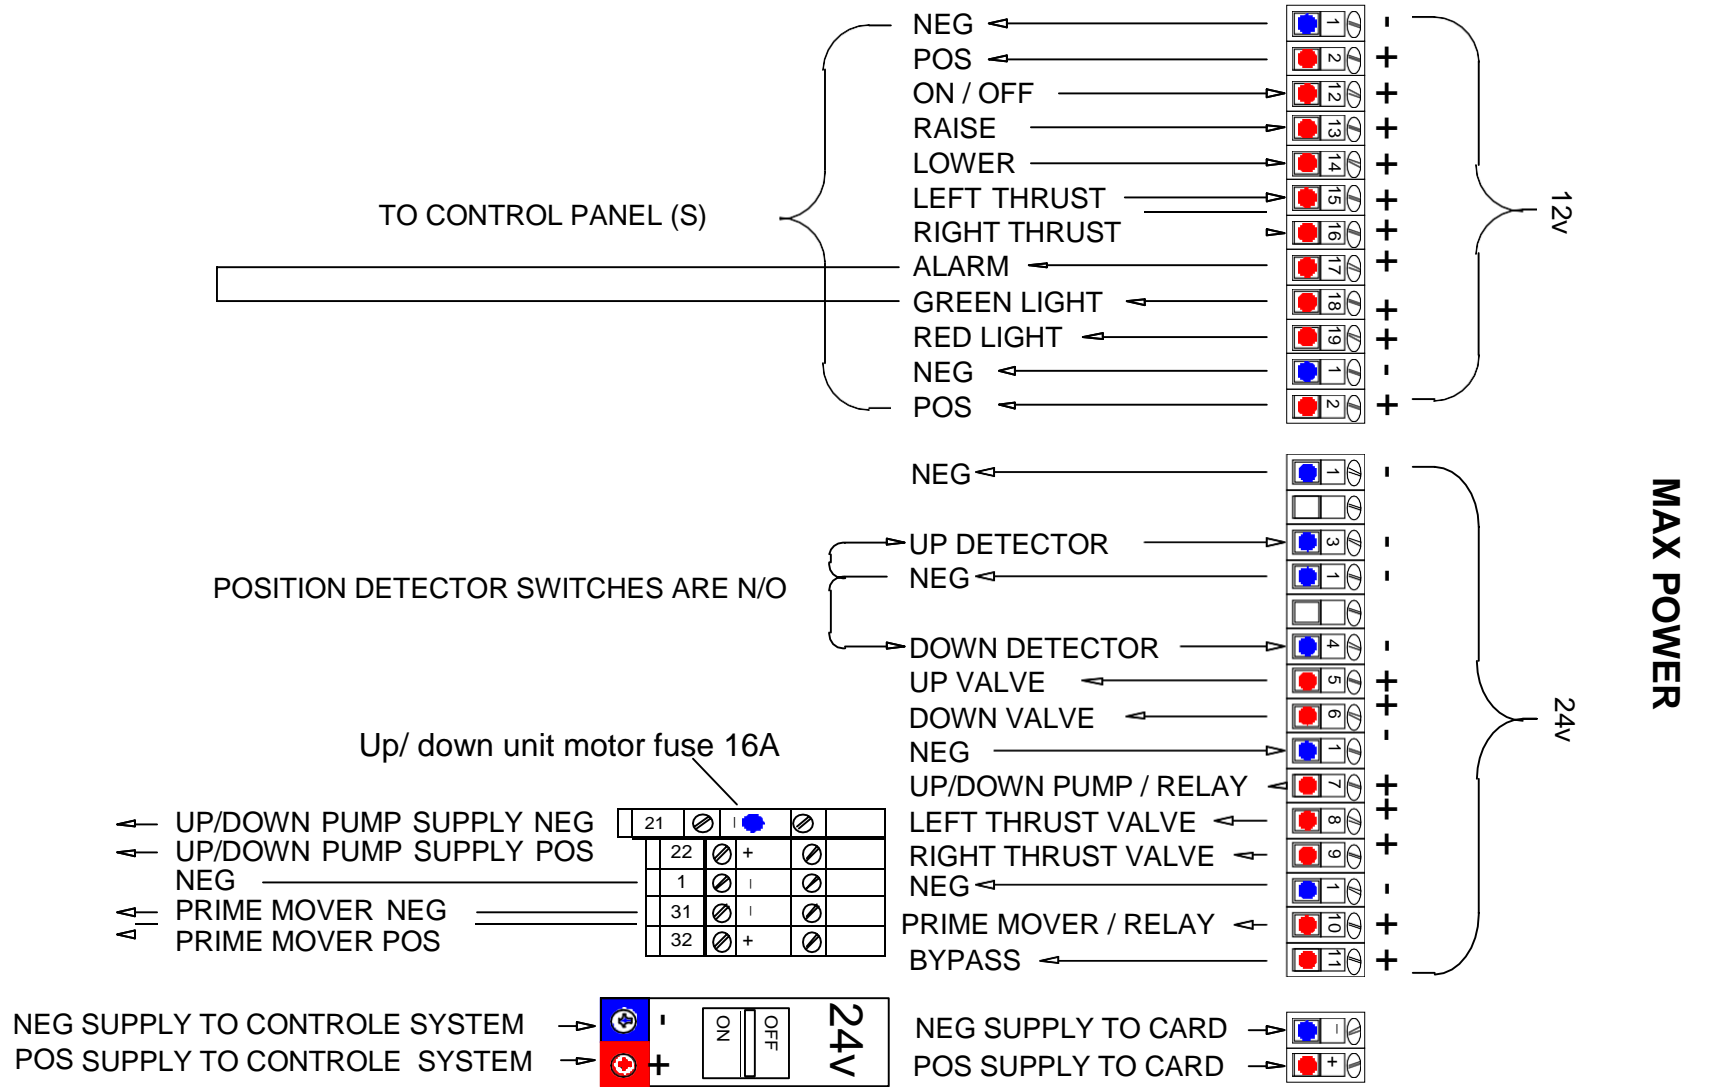 NEG 1 -
POS 2 +
ON / OFF 12 +
RAISE 13 +
LOWER 14 +
LEFT THRUST 15 +
TO CONTROL PANEL (S)
RIGHT THRUST 16 +
12v
ALARM 17 +
GREEN LIGHT 18 +
RED LIGHT 19 +
NEG 1 -
POS 2 +
NEG 1 -
MAX POWER
UP DETECTOR 3 -
NEG 1 -
POSITION DETECTOR SWITCHES ARE N/O
DOWN DETECTOR 4 -
UP VALVE 5 +
DOWN VALVE 6 +
24v
NEG 1 -
Up/ down unit motor fuse 16A
UP/DOWN PUMP / RELAY 7 +
LEFT THRUST VALVE 8 +
RIGHT THRUST VALVE 9 +
NEG 1 -
PRIME MOVER / RELAY 10 +
BYPASS 11 +
UP/DOWN PUMP SUPPLY NEG 21 -
UP/DOWN PUMP SUPPLY POS 22 +
NEG 1 -
PRIME MOVER NEG 31 -
PRIME MOVER POS 32 +
NEG SUPPLY TO CONTROLE SYSTEM -
POS SUPPLY TO CONTROLE SYSTEM +
ON OFF
24v
NEG SUPPLY TO CARD -
POS SUPPLY TO CARD +